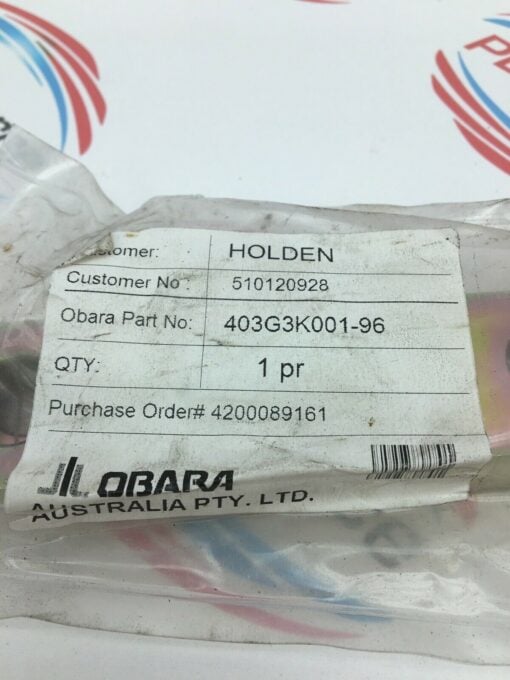 Customer: HOLDEN
Customer No : 510120928
Obara Part No: 403G3K001-96
QTY: 1 pr
Purchase Order# 4200089161
OBARA
AUSTRALIA PTY. LTD.